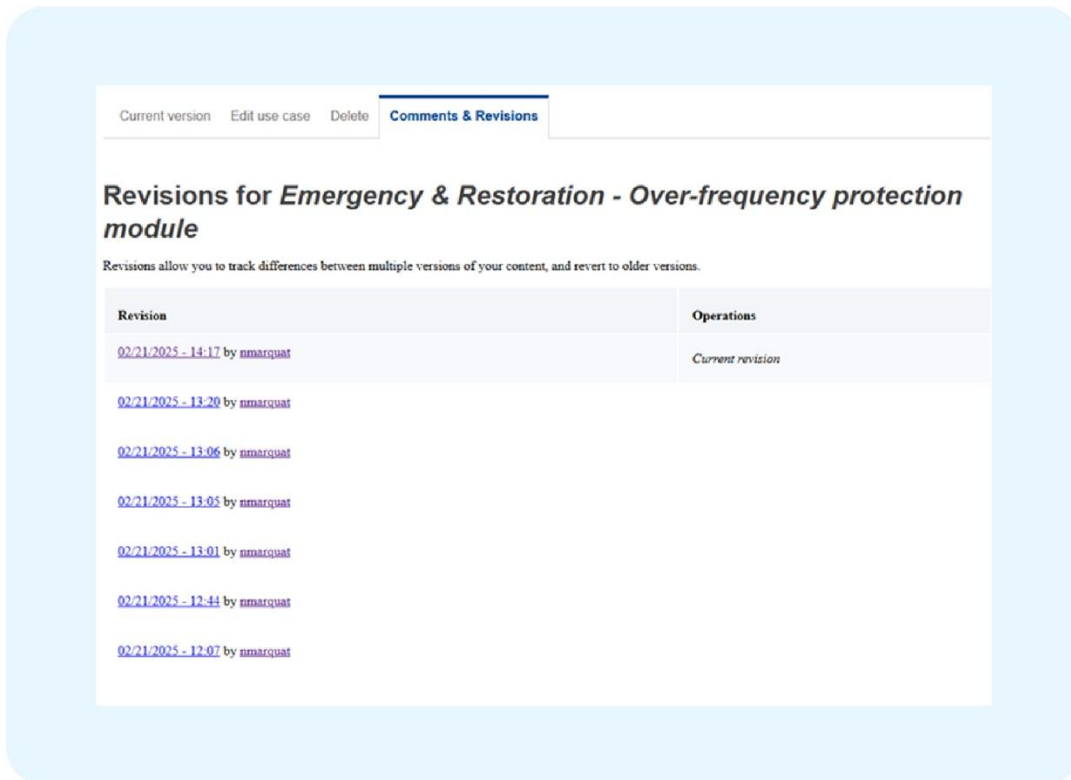 Current version Edit use case Delete Comments & Revisions
Revisions for Emergency & Restoration - Over-frequency protection
module
Revisions allow you to track differences between multiple versions of your content, and revert to older versions.
Revision Operations
02/21/2025 - 14:17 by nmarquat Current revision
02/21/2025 - 13:20 by nmarquat
02/21/2025 - 13:06 by nmarquat
02/21/2025 - 13:05 by nmarquat
02/21/2025 - 13:01 by nmarquat
02/21/2025 - 12:44 by nmarquat
02/21/2025 - 12:07 by nmarquat